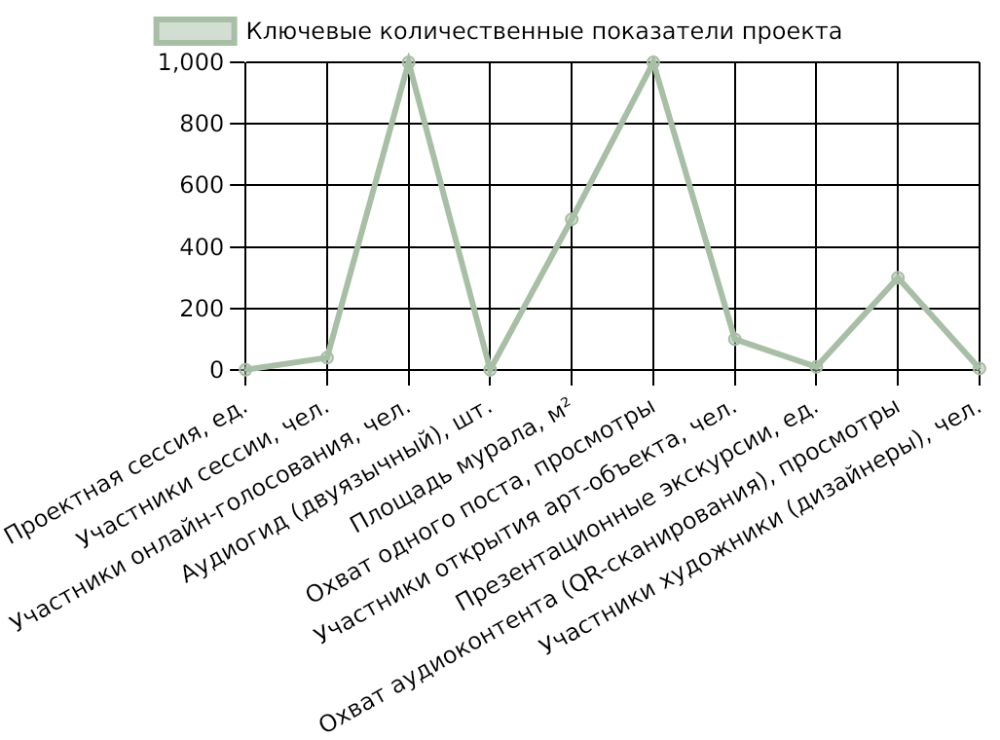 Ключевые количественные показатели проекта
1,000
800
600
400
200
0
Проектная сессия, ед.
Участники сессии, чел.
Участники онлайн-голосования, чел.
Аудиогид (двуязычный), шт.
Площадь мурала, м²
Охват одного поста, просмотры
Участники открытия арт-объекта, чел.
Презентационные экскурсии, ед.
Охват аудиоконтента (QR-сканирования), просмотры
Участники художники (дизайнеры), чел.